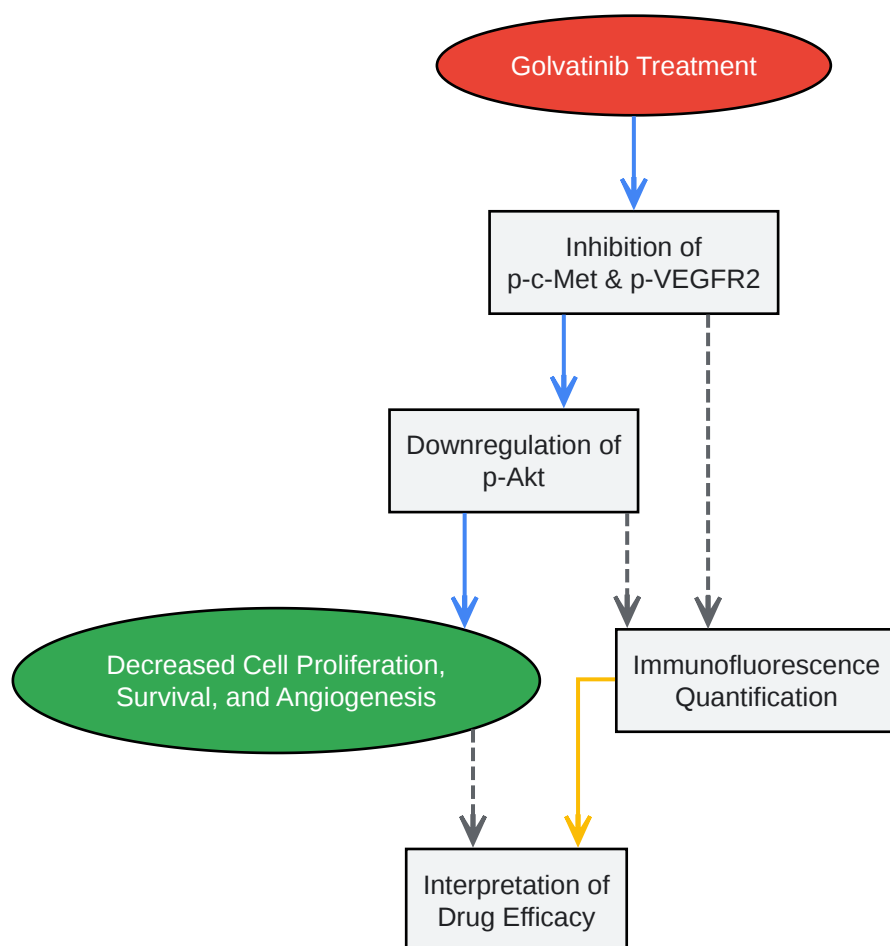 Golvatinib Treatment
Inhibition of
p-c-Met & p-VEGFR2
Downregulation of
p-Akt
Decreased Cell Proliferation,
Survival, and Angiogenesis
Immunofluorescence
Quantification
Interpretation of
Drug Efficacy